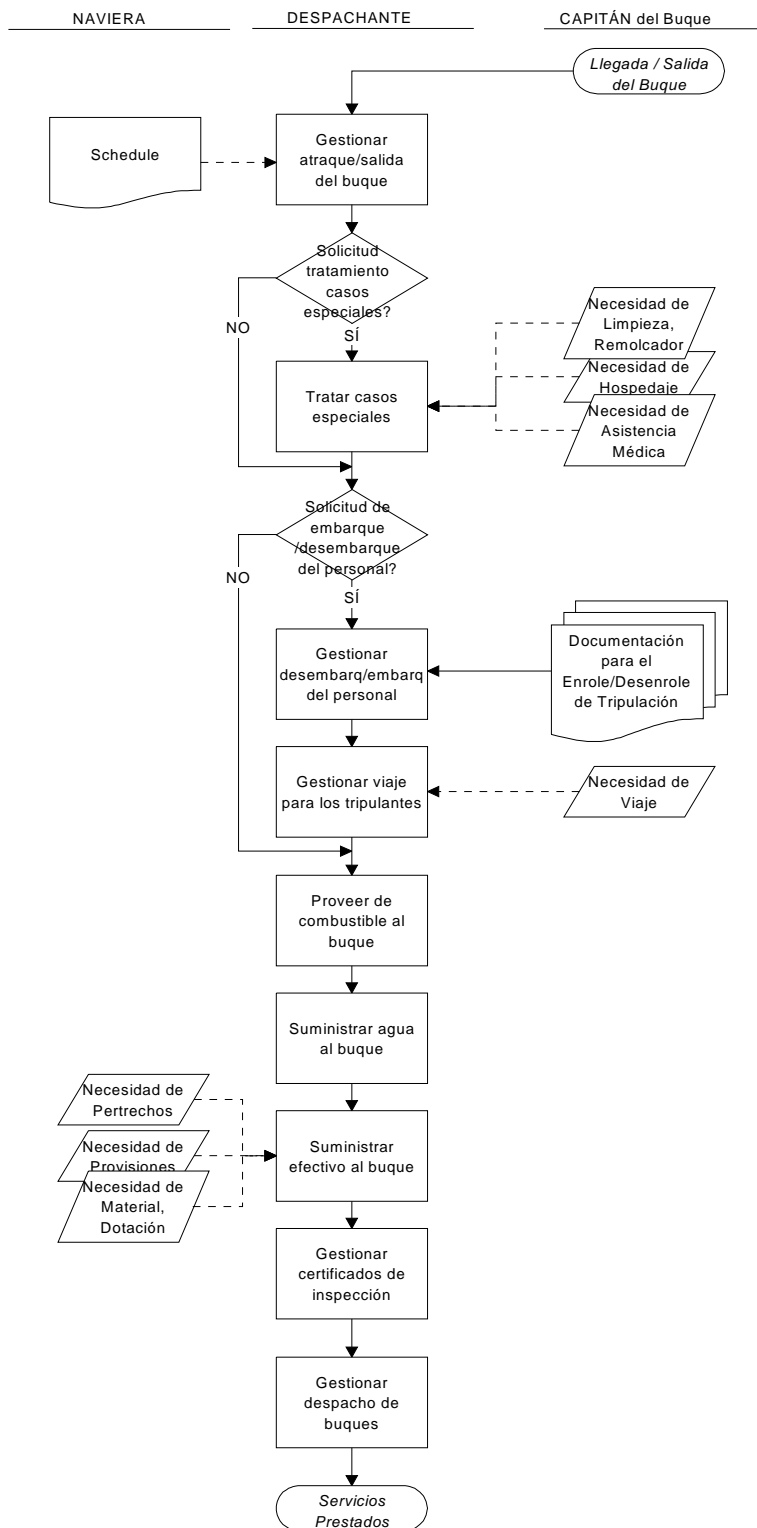 NAVIERA
DESPACHANTE
CAPITÁN del Buque
Llegada / Salida
del Buque
Schedule
Gestionar
atraque/salida
del buque
Solicitud
tratamiento
casos
especiales?
NO
SÍ
Necesidad de
Limpieza,
Remolcador
Necesidad de
Hospedaje
Necesidad de
Asistencia
Médica
Tratar casos
especiales
Solicitud de
embarque
/desembarque
del personal?
NO
SÍ
Gestionar
desembarq/embarq
del personal
Documentación
para el
Enrole/Desenrole
de Tripulación
Gestionar viaje
para los tripulantes
Necesidad de
Viaje
Proveer de
combustible al
buque
Suministrar agua
al buque
Necesidad de
Pertrechos
Necesidad de
Provisiones
Necesidad de
Material,
Dotación
Suministrar
efectivo al buque
Gestionar
certificados de
inspección
Gestionar
despacho de
buques
Servicios
Prestados